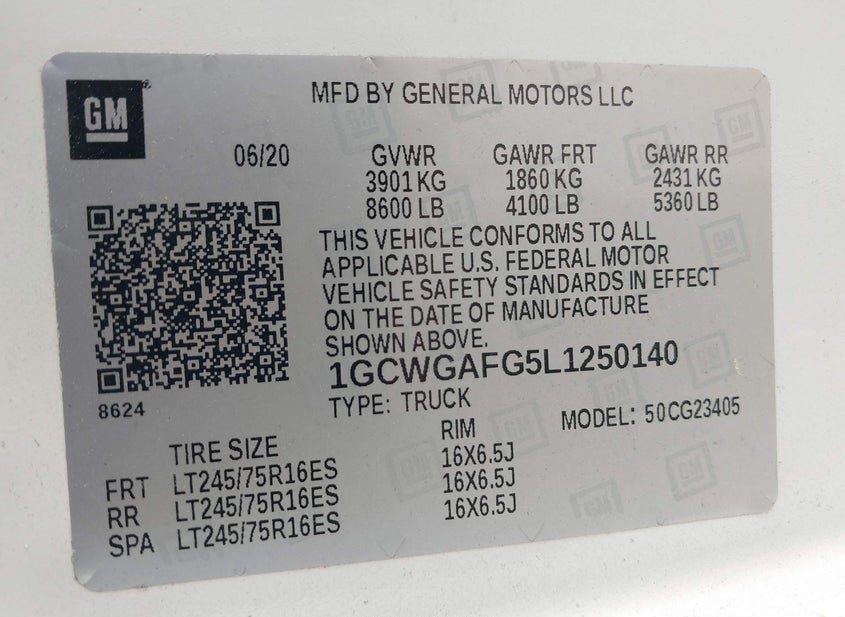 GM
MFD BY GENERAL MOTORS LLC
06/20
GVWR GAWR FRT GAWR RR
3901 KG 1860 KG 2431 KG
8600 LB 4100 LB 5360 LB
THIS VEHICLE CONFORMS TO ALL
APPLICABLE U.S. FEDERAL MOTOR
VEHICLE SAFETY STANDARDS IN EFFECT
ON THE DATE OF MANUFACTURE
SHOWN ABOVE.
1GCWGAFG5L1250140
8624
TYPE: TRUCK
MODEL: 50CG23405
TIRE SIZE RIM
FRT LT245/75R16ES 16X6.5J
RR LT245/75R16ES 16X6.5J
SPA LT245/75R16ES 16X6.5J